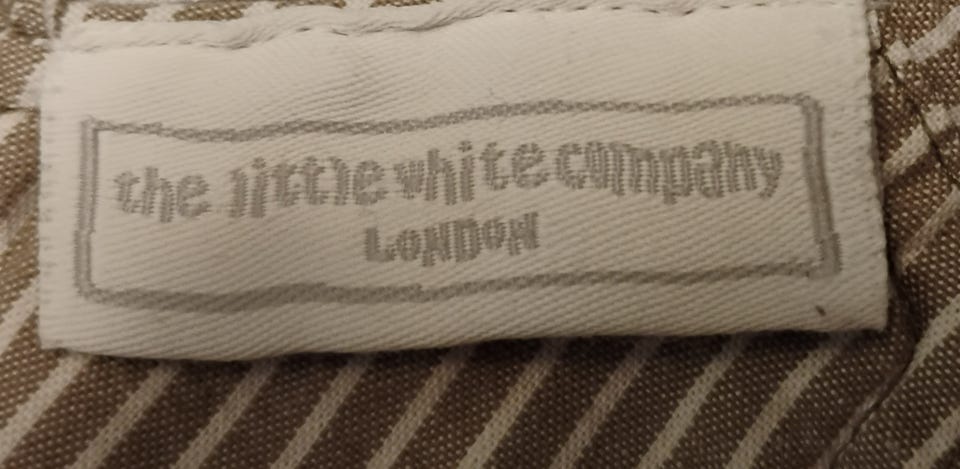 the little white company
LONDON